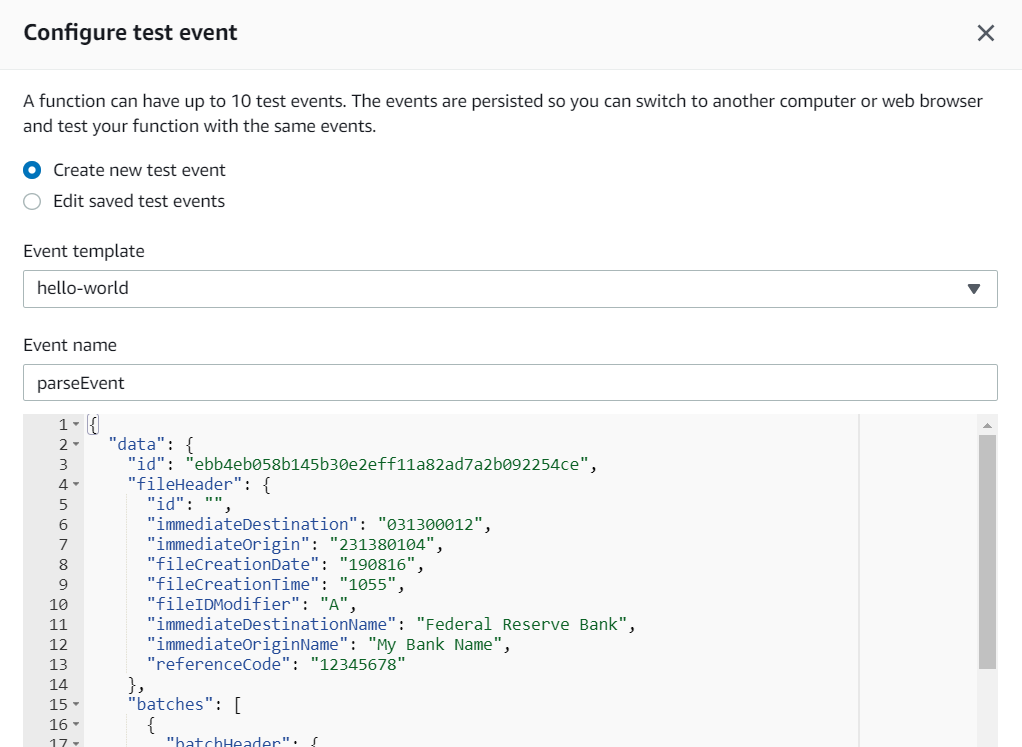 Configure test event
A function can have up to 10 test events. The events are persisted so you can switch to another computer or web browser
and test your function with the same events.
Create new test event
Edit saved test events
Event template
hello-world
Event name
parseEvent
1 {
2   "data": {
3     "id": "ebb4eb058b145b30e2eff11a82ad7a2b092254ce",
4     "fileHeader": {
5       "id": "",
6       "immediateDestination": "031300012",
7       "immediateOrigin": "231380104",
8       "fileCreationDate": "190816",
9       "fileCreationTime": "1055",
10       "fileIDModifier": "A",
11       "immediateDestinationName": "Federal Reserve Bank",
12       "immediateOriginName": "My Bank Name",
13       "referenceCode": "12345678"
14     },
15     "batches": [
16       {
17         "batchHeader": {